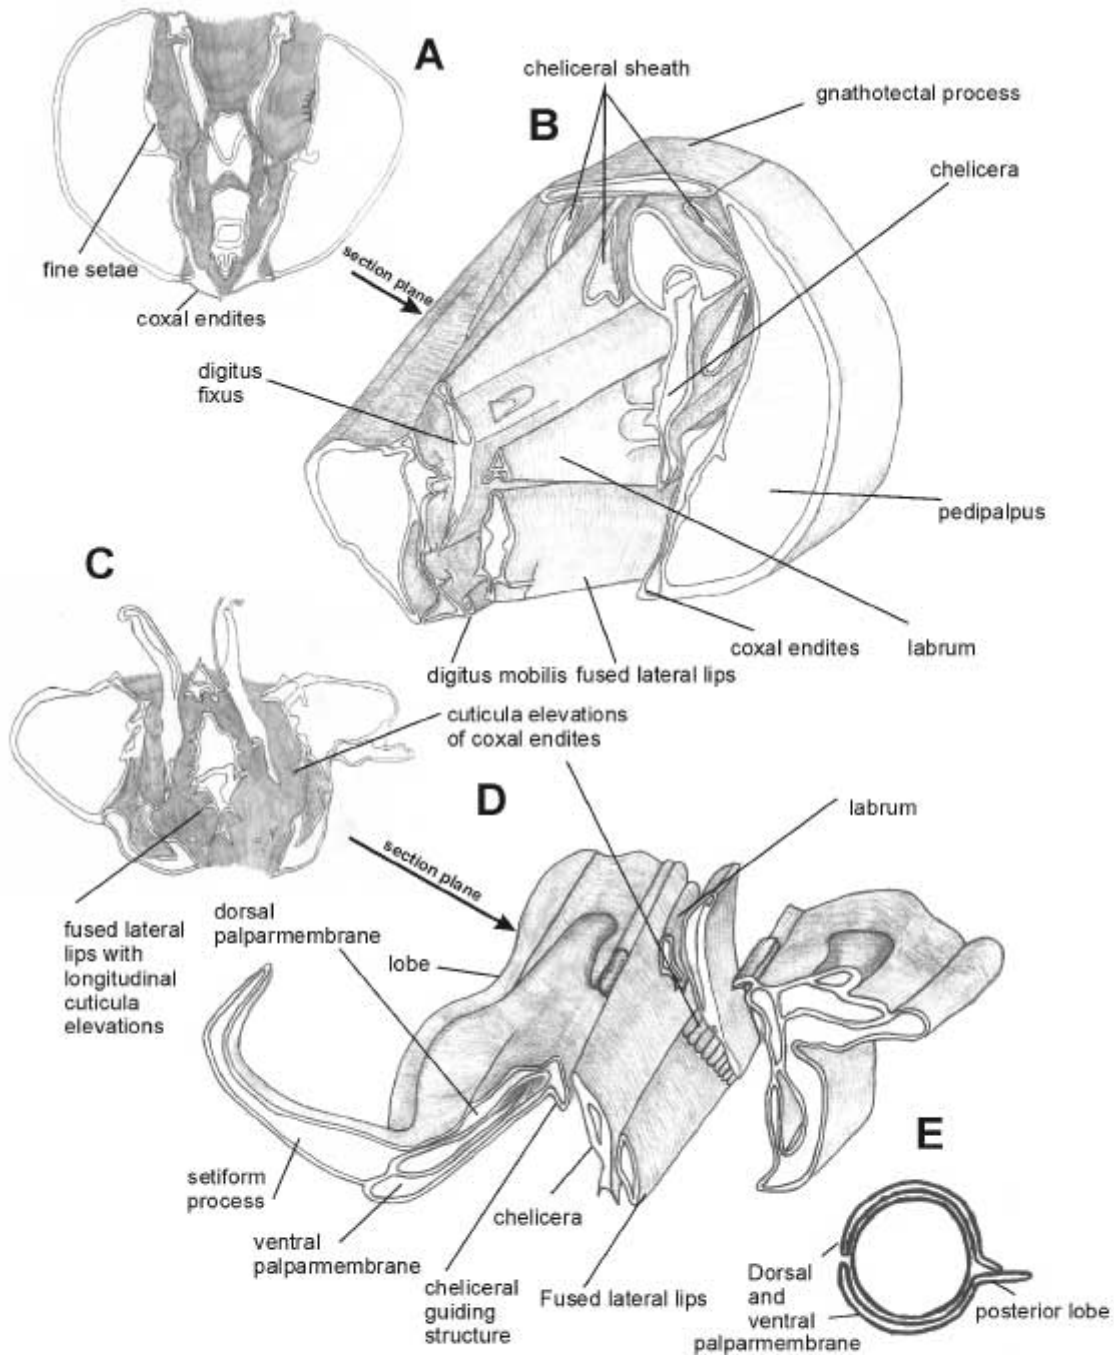 A
cheliceral sheath
gnathotectal process
B
chelicera
fine setae
section plane
coxal endites
digitus
fixus
pedipalpus
C
coxal endites
labrum
digitus mobilis
fused lateral lips
cuticula elevations
of coxal endites
D
labrum
section plane
dorsal
palparmembrane
fused lateral
lips with
longitudinal
cuticula
elevations
lobe
E
setiform
process
chelicera
ventral
palparmembrane
cheliceral
guiding
structure
Fused lateral lips
Dorsal
and
ventral
palparmembrane
posterior lobe